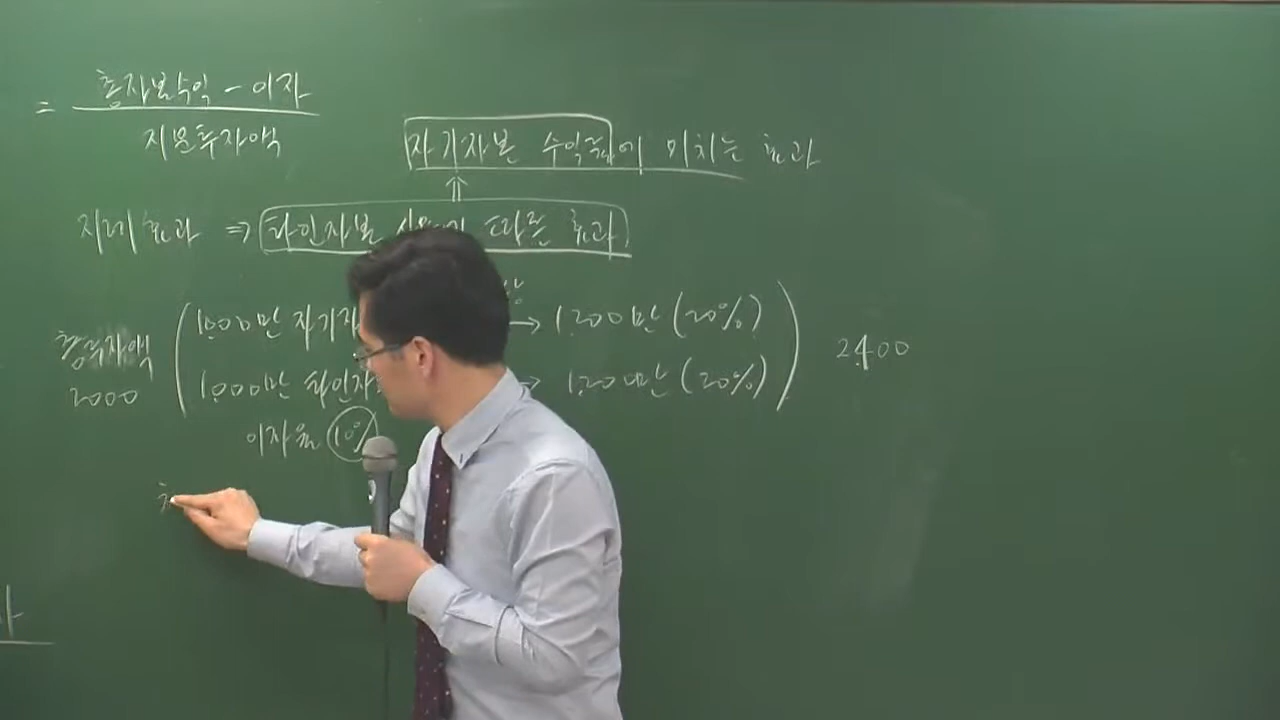 = 총자본수익 - 이자
지분투자액
자기자본 수익률에 미치는 효과
⇑
지레효과 ⇒ 타인자본 따른 효과
총투자액
2000
1,000만 자기자 → 1,200만 (20%)
1,000만 타인자 → 1,200만 (20%)
2400
이자율 10%